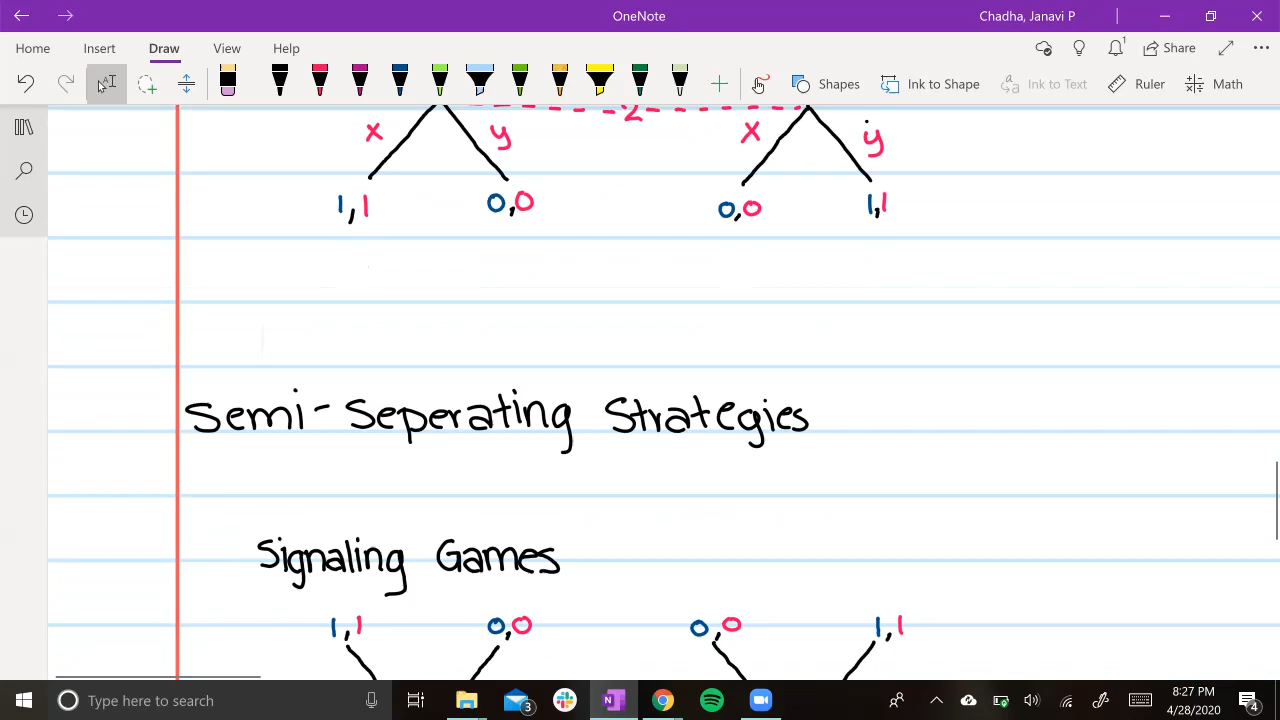 OneNote
Chadha, Janavi P
Home Insert Draw View Help
Share
Shapes Ink to Shape Ink to Text Ruler Math
2
x y x y
1,1 0,0 0,0 1,1
Semi-Seperating Strategies
Signaling Games
1,1 0,0 0,0 1,1
Type here to search
3
N
8:27 PM
4/28/2020
4